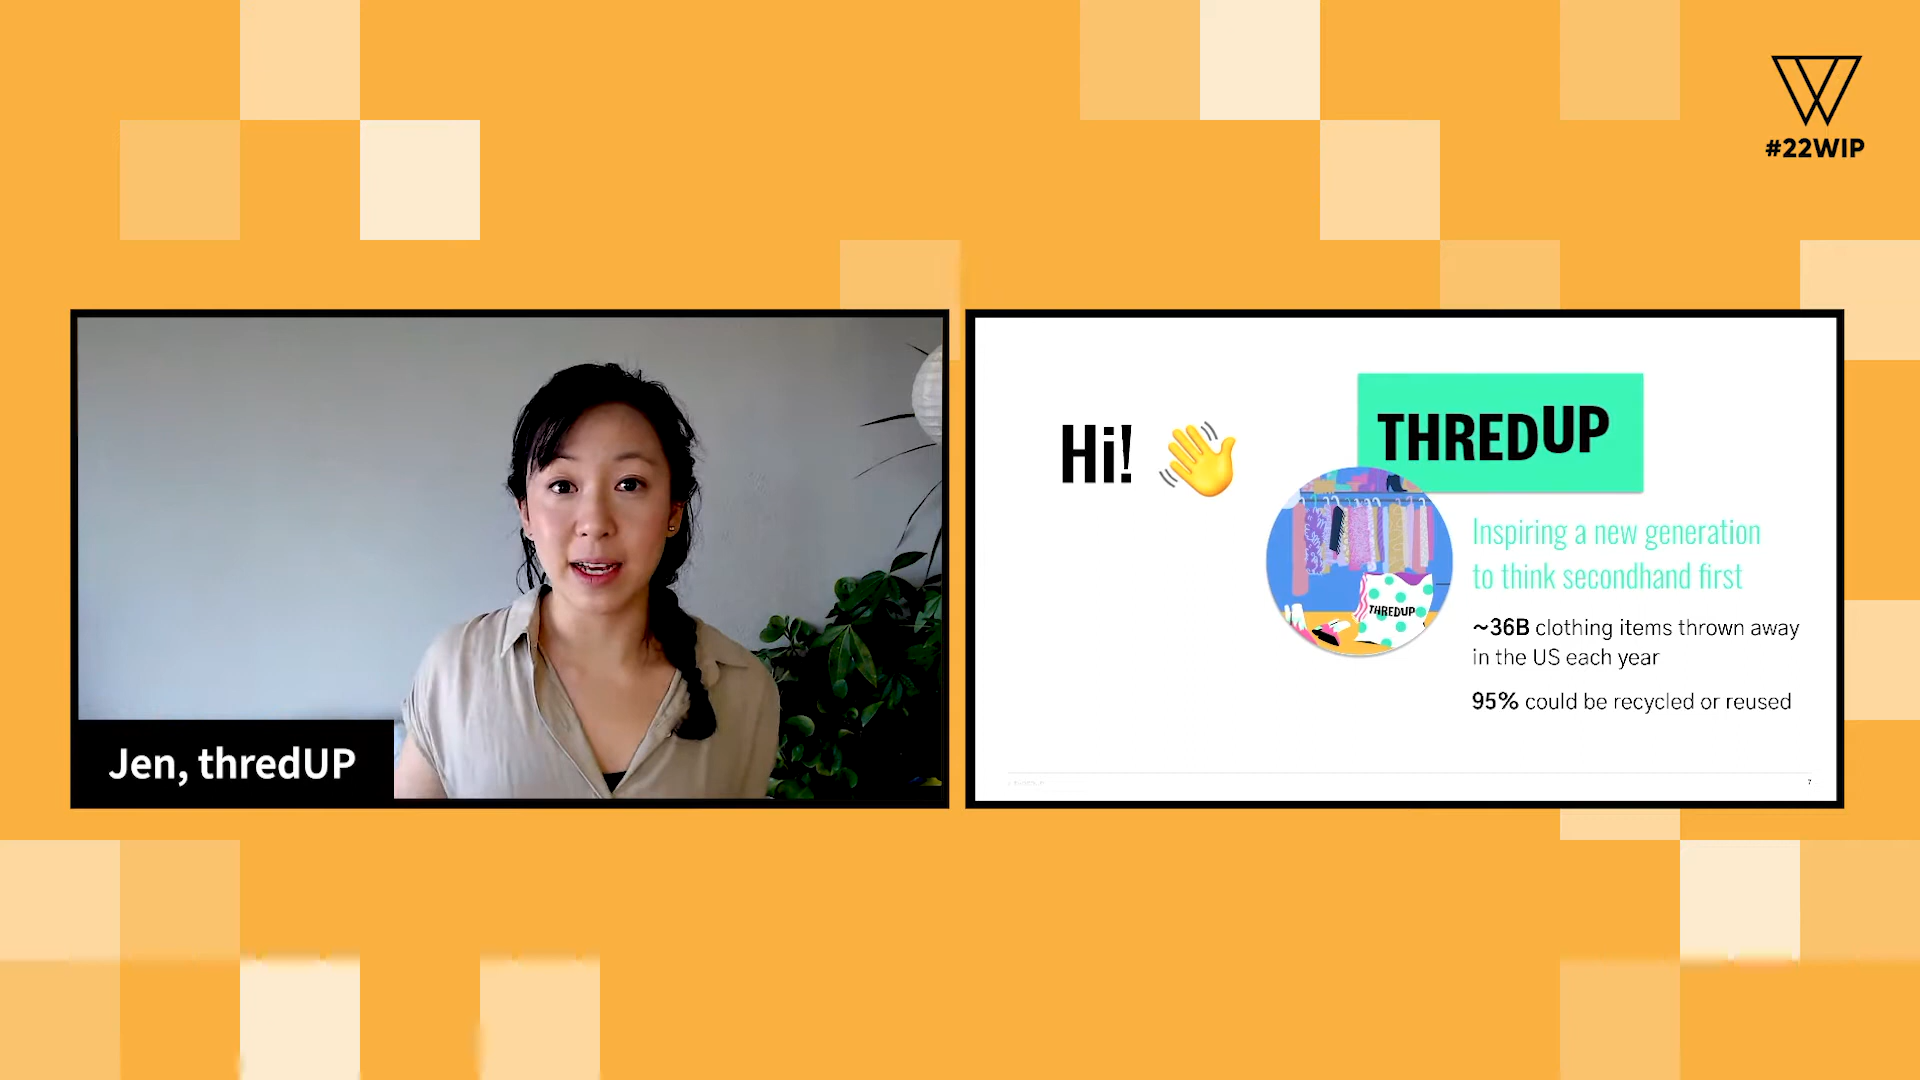 #22WIP
Jen, thredUP
Hi!
THREDUP
THREDUP
Inspiring a new generation
to think secondhand first
~36B clothing items thrown away
in the US each year
95% could be recycled or reused
7